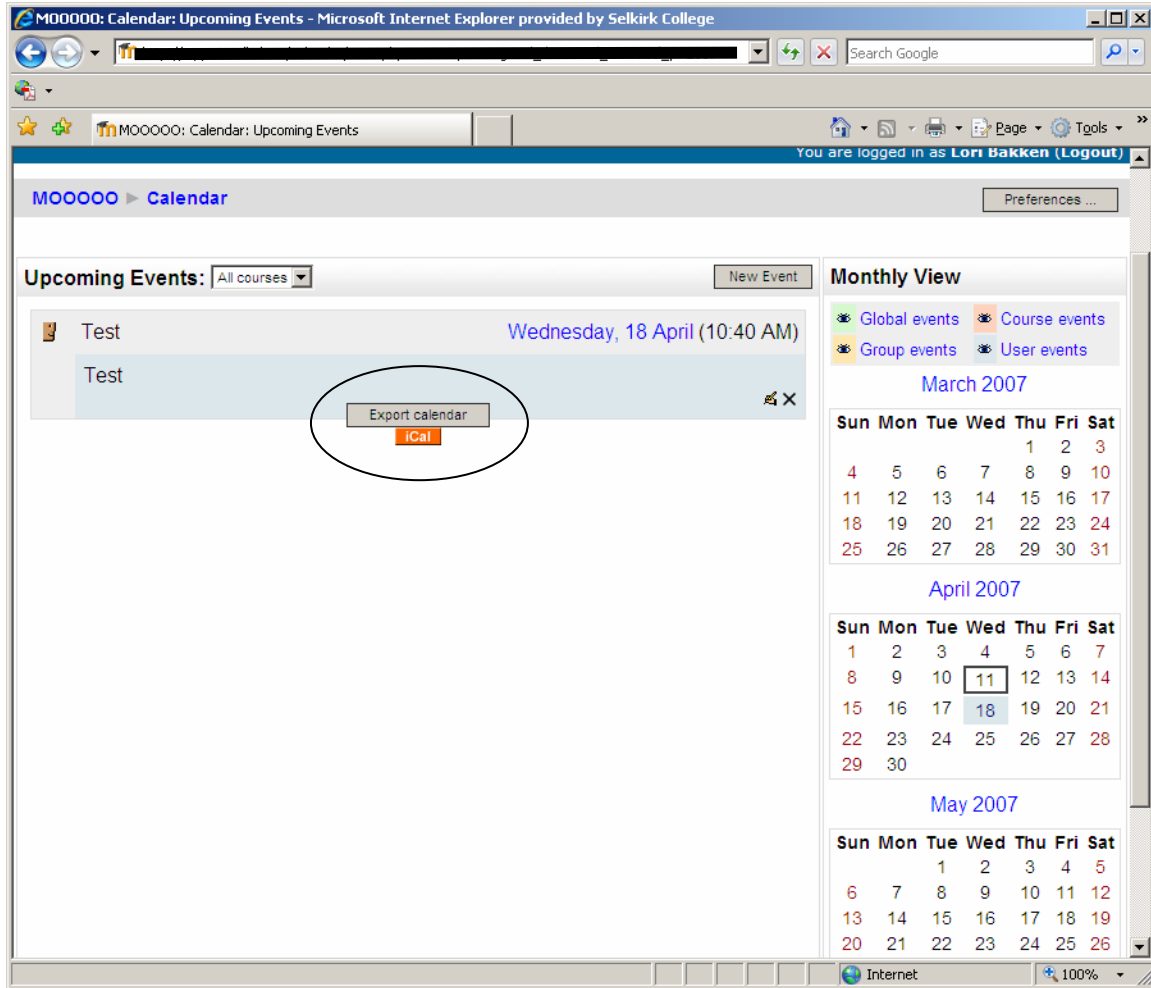 MOOOOO: Calendar: Upcoming Events - Microsoft Internet Explorer provided by Selkirk College
Search Google
MOOOOO: Calendar: Upcoming Events
Page
Tools
»
You are logged in as Lori Bakken (Logout)
MOOOOO ► Calendar
Preferences ...
Upcoming Events: All courses
New Event
Test
Wednesday, 18 April (10:40 AM)
Test
Export calendar
iCal
Monthly View
Global events Course events
Group events User events
March 2007
Sun Mon Tue Wed Thu Fri Sat
1 2 3
4 5 6 7 8 9 10
11 12 13 14 15 16 17
18 19 20 21 22 23 24
25 26 27 28 29 30 31
April 2007
Sun Mon Tue Wed Thu Fri Sat
1 2 3 4 5 6 7
8 9 10 11 12 13 14
15 16 17 18 19 20 21
22 23 24 25 26 27 28
29 30
May 2007
Sun Mon Tue Wed Thu Fri Sat
1 2 3 4 5
6 7 8 9 10 11 12
13 14 15 16 17 18 19
20 21 22 23 24 25 26
Internet
100%